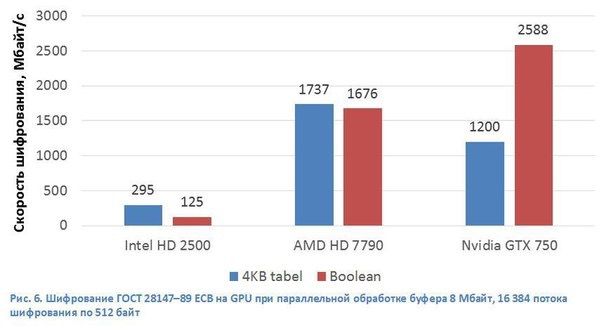 Скорость шифрования, Мбайт/с
3000
2500
2000
1500
1000
500
0
295
125
1737
1676
1200
2588
Intel HD 2500
AMD HD 7790
Nvidia GTX 750
4KB tabel
Boolean
Рис. 6. Шифрование ГОСТ 28147–89 ECB на GPU при параллельной обработке буфера 8 Мбайт, 16 384 потока
шифрования по 512 байт